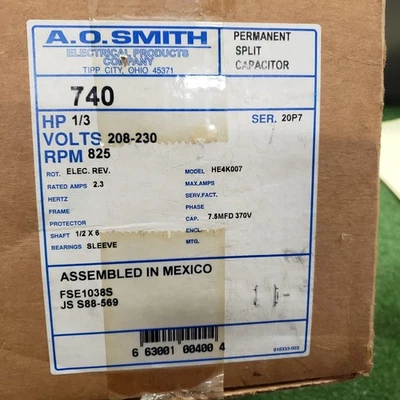 A.O.SMITH
ELECTRICAL PRODUCTS
COMPANY
TIPP CITY, OHIO 45371
PERMANENT
SPLIT
CAPACITOR
740
HP 1/3
SER. 20P7
VOLTS 208-230
RPM 825
ROT. ELEC. REV.
MODEL HE4K007
RATED AMPS 2.3
MAX.AMPS
HERTZ
SERV.FACT.
FRAME
PHASE
PROTECTOR
CAP. 7.5MFD 370V
SHAFT 1/2 X 6
ENCL.
BEARINGS SLEEVE
MTG.
ASSEMBLED IN MEXICO
FSE1038S
JS S88-569
6 63001 00400 4
616333-003